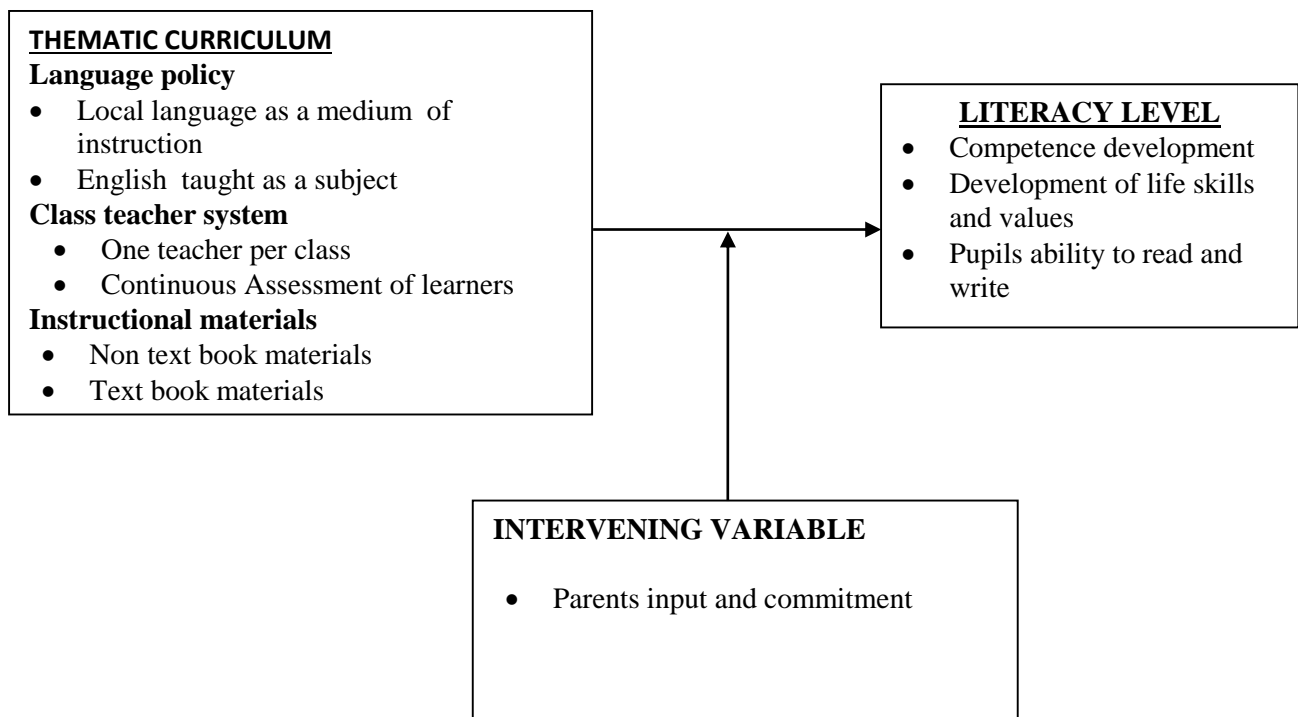 THEMATIC CURRICULUM
Language policy
• Local language as a medium of
instruction
• English taught as a subject
Class teacher system
• One teacher per class
• Continuous Assessment of learners
Instructional materials
• Non text book materials
• Text book materials
LITERACY LEVEL
• Competence development
• Development of life skills
and values
• Pupils ability to read and
write
INTERVENING VARIABLE
• Parents input and commitment